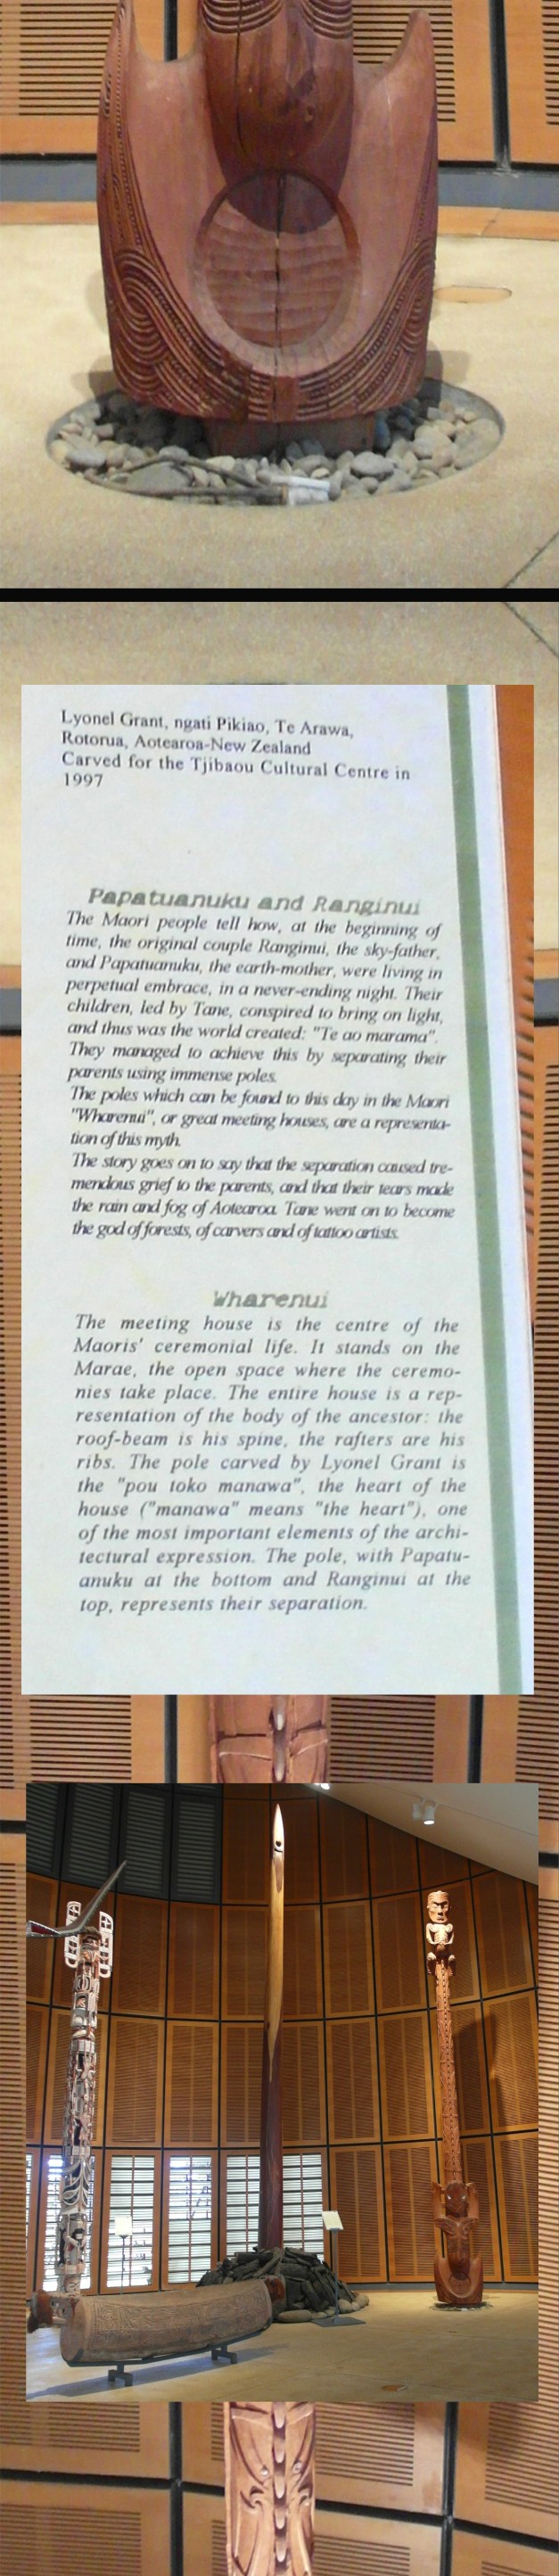 Lyonel Grant, ngati Pikiao, Te Arawa,
Rotorua, Aotearoa-New Zealand
Carved for the Tjibaou Cultural Centre in
1997
Papatuanuku and Ranginui
The Maori people tell how, at the beginning of
time, the original couple Ranginui, the sky-father,
and Papatuanuku, the earth-mother, were living in
perpetual embrace, in a never-ending night. Their
children, led by Tane, conspired to bring on light,
and thus was the world created: "Te ao marama".
They managed to achieve this by separating their
parents using immense poles.
The poles which can be found to this day in the Maori
"Wharenui", or great meeting houses, are a representa-
tion of this myth.
The story goes on to say that the separation caused tre-
mendous grief to the parents, and that their tears made
the rain and fog of Aotearoa. Tane went on to become
the god of forests, of carvers and of tattoo artists.
Wharenui
The meeting house is the centre of the
Maoris' ceremonial life. It stands on the
Marae, the open space where the ceremo-
nies take place. The entire house is a rep-
resentation of the body of the ancestor: the
roof-beam is his spine, the rafters are his
ribs. The pole carved by Lyonel Grant is
the "pou toko manawa", the heart of the
house ("manawa" means "the heart"), one
of the most important elements of the archi-
tectural expression. The pole, with Papatu-
anuku at the bottom and Ranginui at the
top, represents their separation.